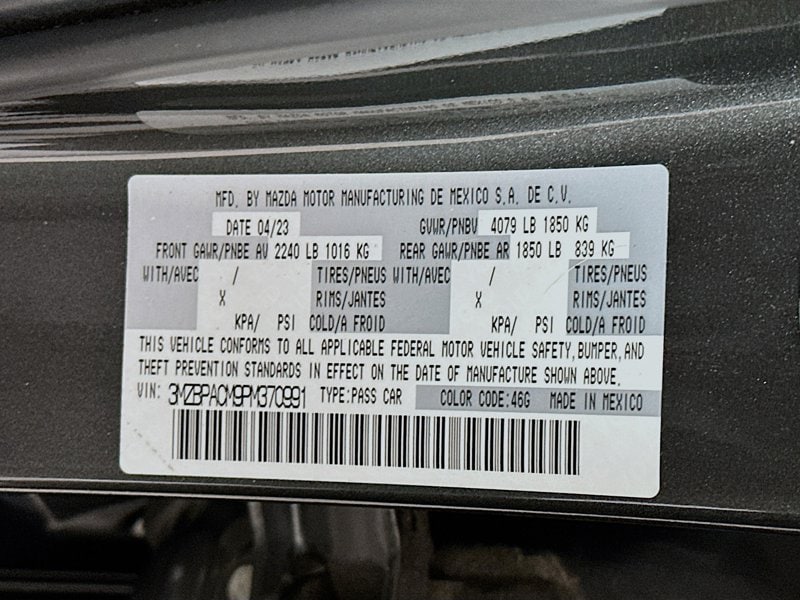 MFD. BY MAZDA MOTOR MANUFACTURING DE MEXICO S.A. DE C.V.
DATE 04/23 GVWR/PNBV 4079 LB 1850 KG
FRONT GAWR/PNBE AV 2240 LB 1016 KG REAR GAWR/PNBE AR 1850 LB 839 KG
WITH/AVEC / TIRES/PNEUS WITH/AVEC / TIRES/PNEUS
X RIMS/JANTES X RIMS/JANTES
KPA/ PSI COLD/A FROID KPA/ PSI COLD/A FROID
THIS VEHICLE CONFORMS TO ALL APPLICABLE FEDERAL MOTOR VEHICLE SAFETY, BUMPER, AND
THEFT PREVENTION STANDARDS IN EFFECT ON THE DATE OF MANUFACTURE SHOWN ABOVE.
VIN: 3MZBPACM9PM370991 TYPE:PASS CAR COLOR CODE:46G MADE IN MEXICO